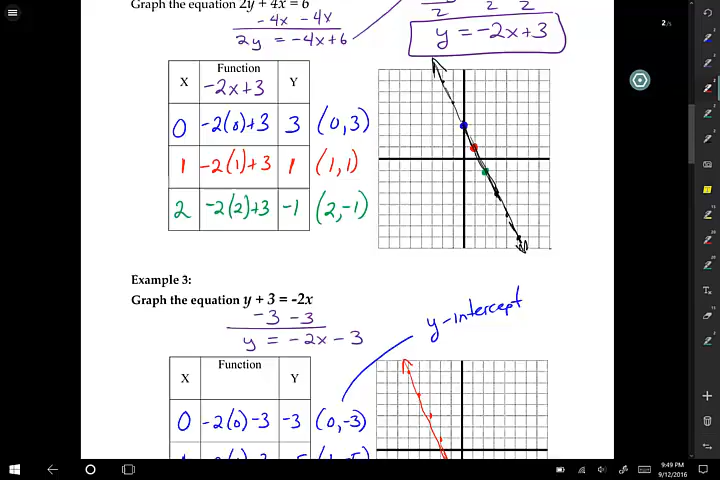 Graph the equation 2y + 4x = 6
-4x -4x
2y = -4x+6
2 2 2
y = -2x+3
X Function Y
-2x+3
0 -2(0)+3 3 (0,3)
1 -2(1)+3 1 (1,1)
2 -2(2)+3 -1 (2,-1)
Example 3:
Graph the equation y + 3 = -2x
-3 -3
y = -2x - 3
y-intercept
X Function Y
0 -2(0)-3 -3 (0,-3)
2/5
9:49 PM
9/12/2016